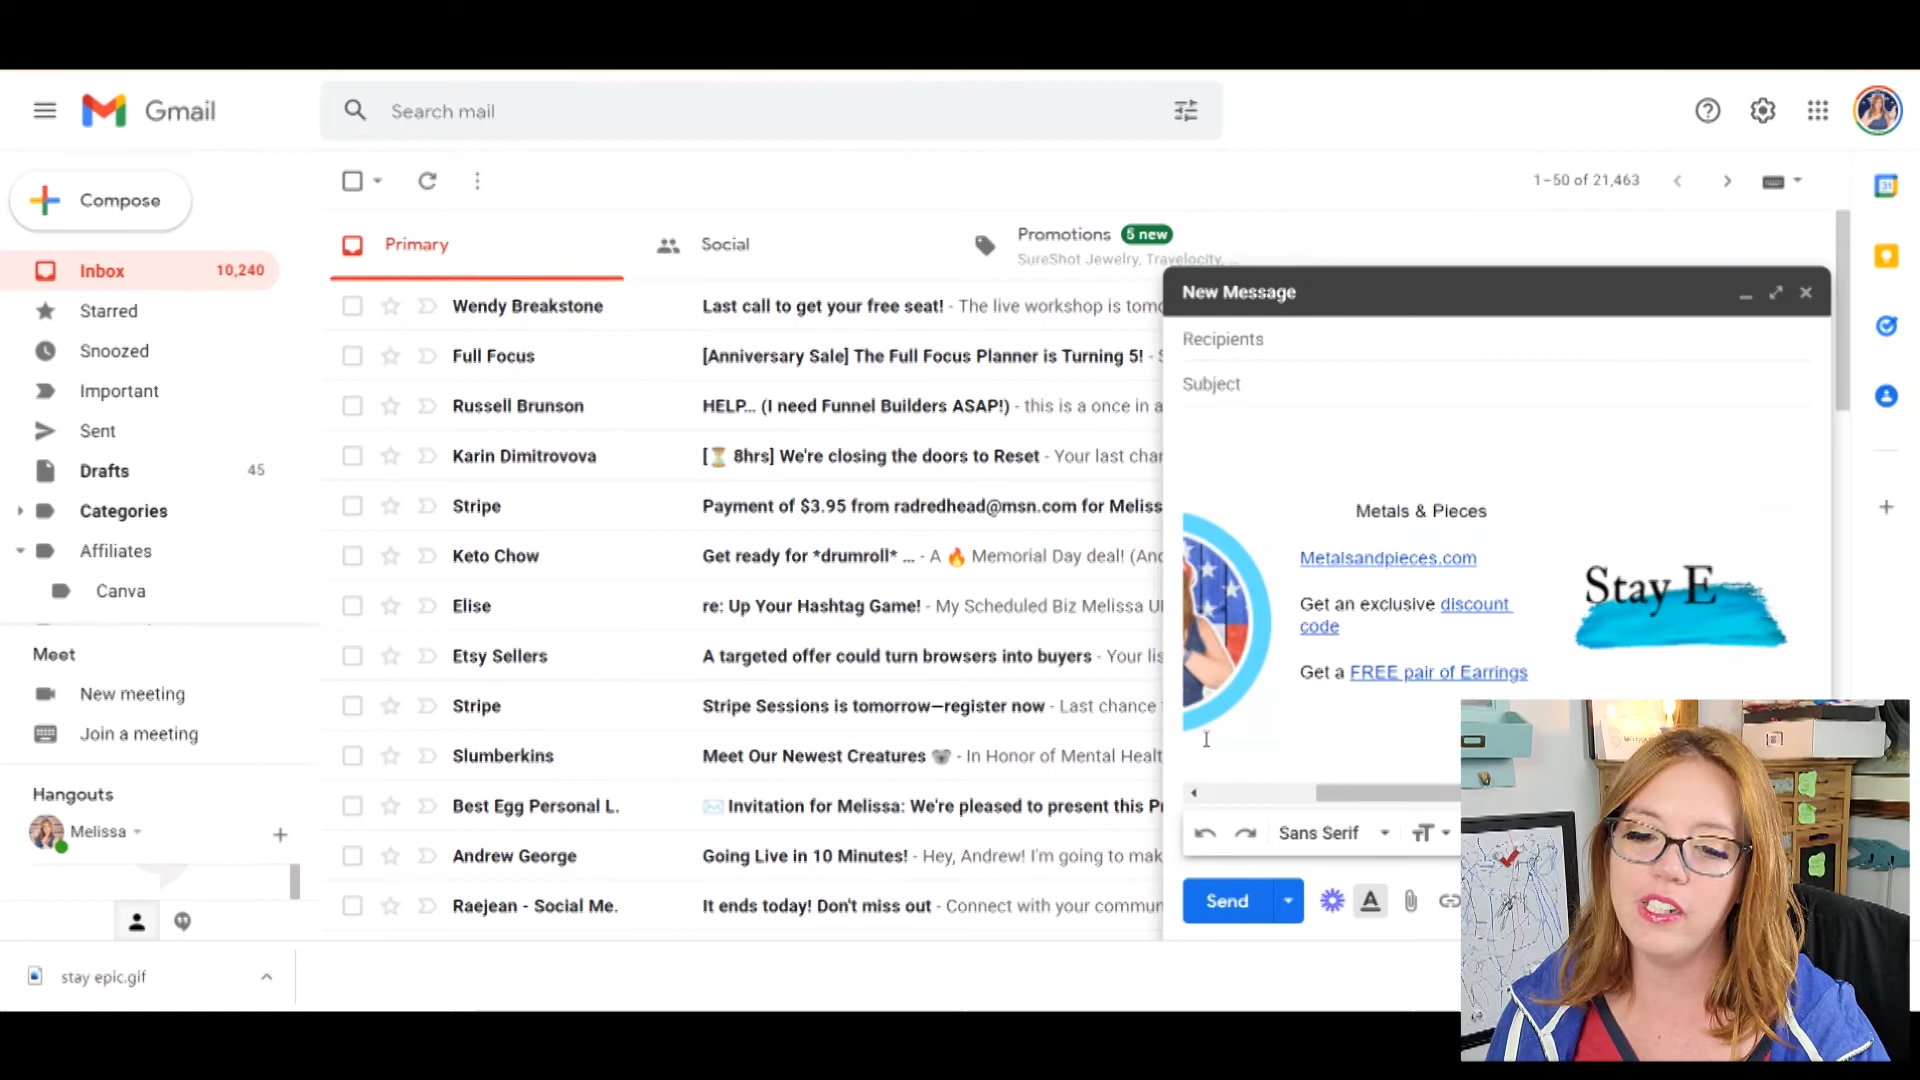 Gmail
Search mail
Compose
1–50 of 21,463
Primary
Social
Promotions 5 new
SureShot Jewelry, Travelocity, ...
Inbox 10,240
Starred
Snoozed
Important
Sent
Drafts 45
Categories
Affiliates
Canva
Meet
New meeting
Join a meeting
Hangouts
Melissa
Wendy Breakstone Last call to get your free seat! - The live workshop is tomo
Full Focus [Anniversary Sale] The Full Focus Planner is Turning 5! - S
Russell Brunson HELP... (I need Funnel Builders ASAP!) - this is a once in a
Karin Dimitrovova [⏳ 8hrs] We're closing the doors to Reset - Your last chan
Stripe Payment of $3.95 from radredhead@msn.com for Meliss
Keto Chow Get ready for *drumroll* ... - A 🔥 Memorial Day deal! (And
Elise re: Up Your Hashtag Game! - My Scheduled Biz Melissa Ul
Etsy Sellers A targeted offer could turn browsers into buyers - Your lis
Stripe Stripe Sessions is tomorrow—register now - Last chance
Slumberkins Meet Our Newest Creatures 🐨 - In Honor of Mental Healt
Best Egg Personal L. ✉️ Invitation for Melissa: We're pleased to present this Pr
Andrew George Going Live in 10 Minutes! - Hey, Andrew! I'm going to mak
Raejean - Social Me. It ends today! Don't miss out - Connect with your commun
New Message
Recipients
Subject
Metals & Pieces
Metalsandpieces.com
Get an exclusive discount
code
Get a FREE pair of Earrings
Stay E
Sans Serif
Send
stay epic.gif
31